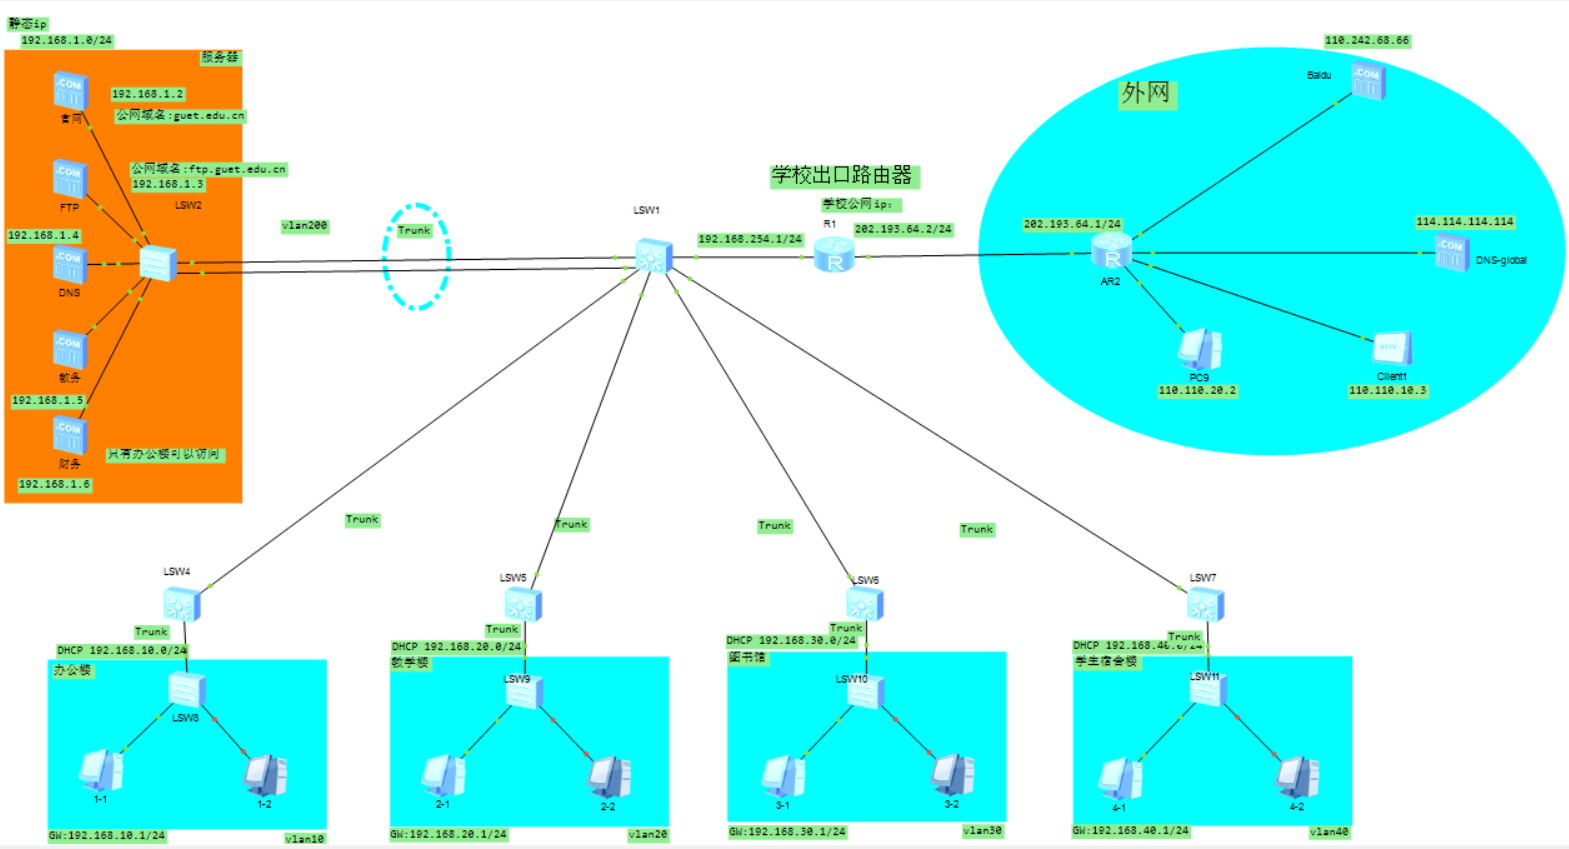 静态ip
192.168.1.0/24
服务器
.COM
官网
192.168.1.2
公网域名:guet.edu.cn
.COM
FTP
公网域名:ftp.guet.edu.cn
192.168.1.3
LSW2
192.168.1.4
.COM
DNS
.COM
教务
192.168.1.5
.COM
财务
只有办公楼可以访问
192.168.1.6
vlan200
Trunk
LSW1
192.168.254.1/24
学校出口路由器
学校公网ip:
R1
202.193.64.2/24
R
外网
110.242.68.66
Baidu
.COM
202.193.64.1/24
R
AR2
114.114.114.114
.COM
DNS-global
PC9
110.110.20.2
Client1
110.110.10.3
Trunk
Trunk
Trunk
Trunk
LSW4
Trunk
DHCP 192.168.10.0/24
办公楼
LSW8
1-1
1-2
GW:192.168.10.1/24
vlan10
LSW5
Trunk
DHCP 192.168.20.0/24
教学楼
LSW9
2-1
2-2
GW:192.168.20.1/24
vlan20
LSW6
Trunk
DHCP 192.168.30.0/24
图书馆
LSW10
3-1
3-2
GW:192.168.30.1/24
vlan30
LSW7
Trunk
DHCP 192.168.40.0/24
学生宿舍楼
LSW11
4-1
4-2
GW:192.168.40.1/24
vlan40